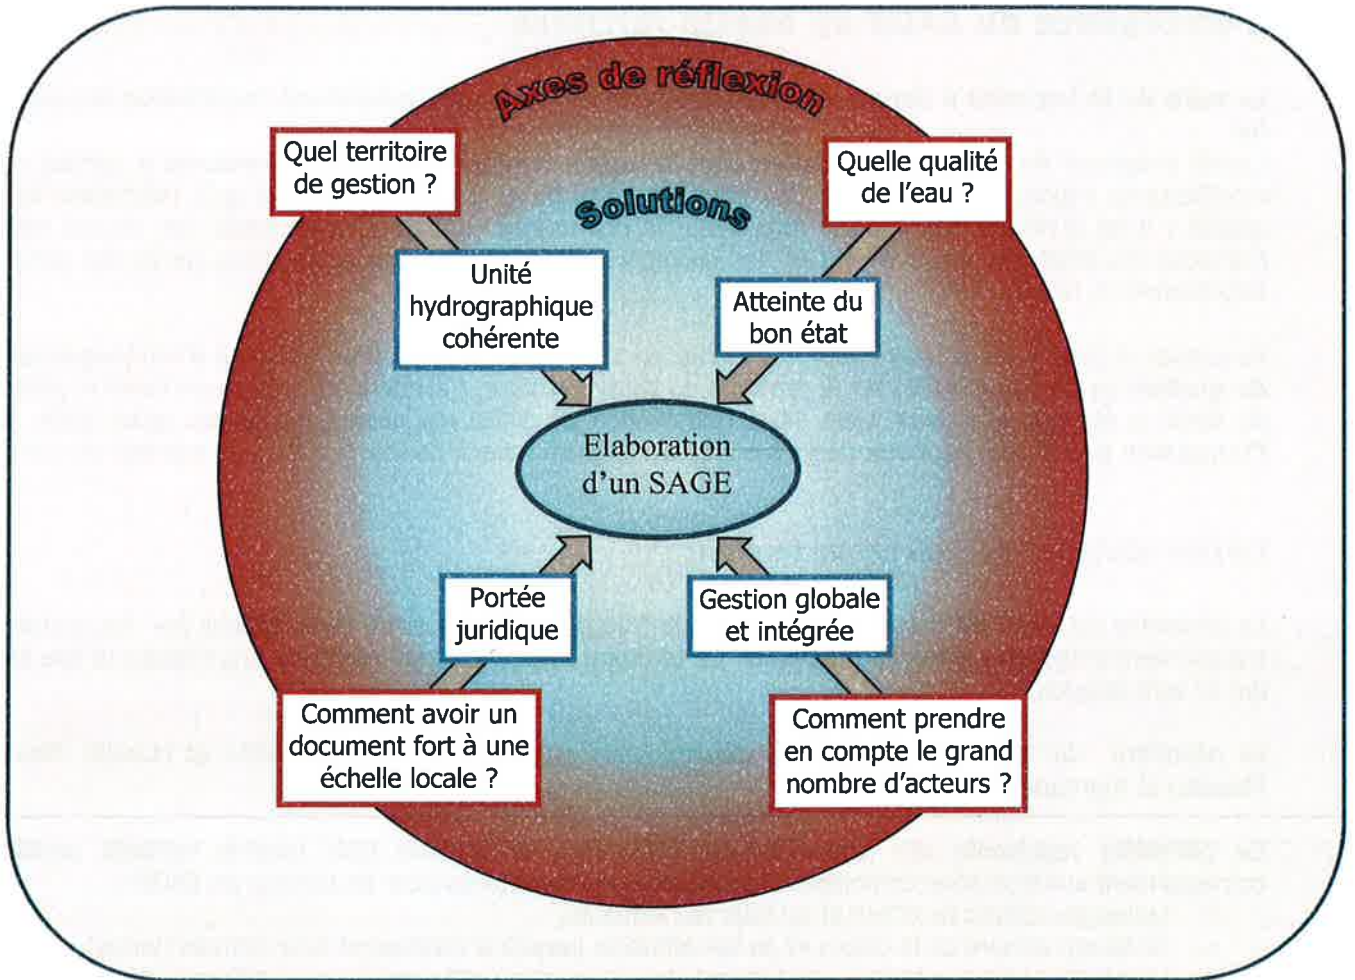 Axes de réflexion
Solutions
Quel territoire
de gestion ?
Quelle qualité
de l'eau ?
Unité
hydrographique
cohérente
Atteinte du
bon état
Elaboration
d'un SAGE
Portée
juridique
Gestion globale
et intégrée
Comment avoir un
document fort à une
échelle locale ?
Comment prendre
en compte le grand
nombre d'acteurs ?